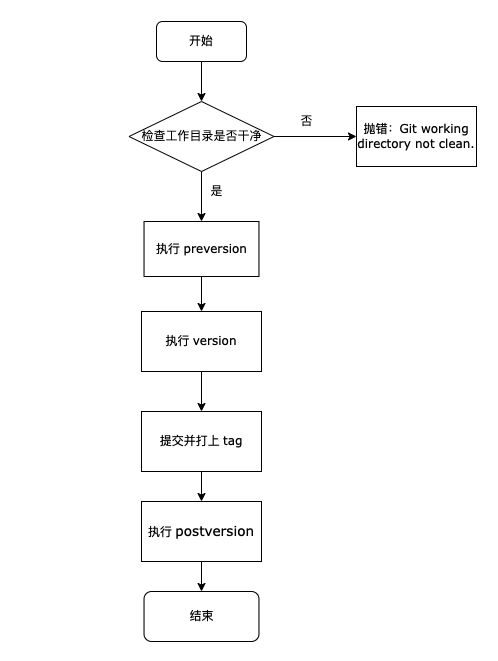 开始
检查工作目录是否干净
否
抛错：Git working
directory not clean.
是
执行 preversion
执行 version
提交并打上 tag
执行 postversion
结束